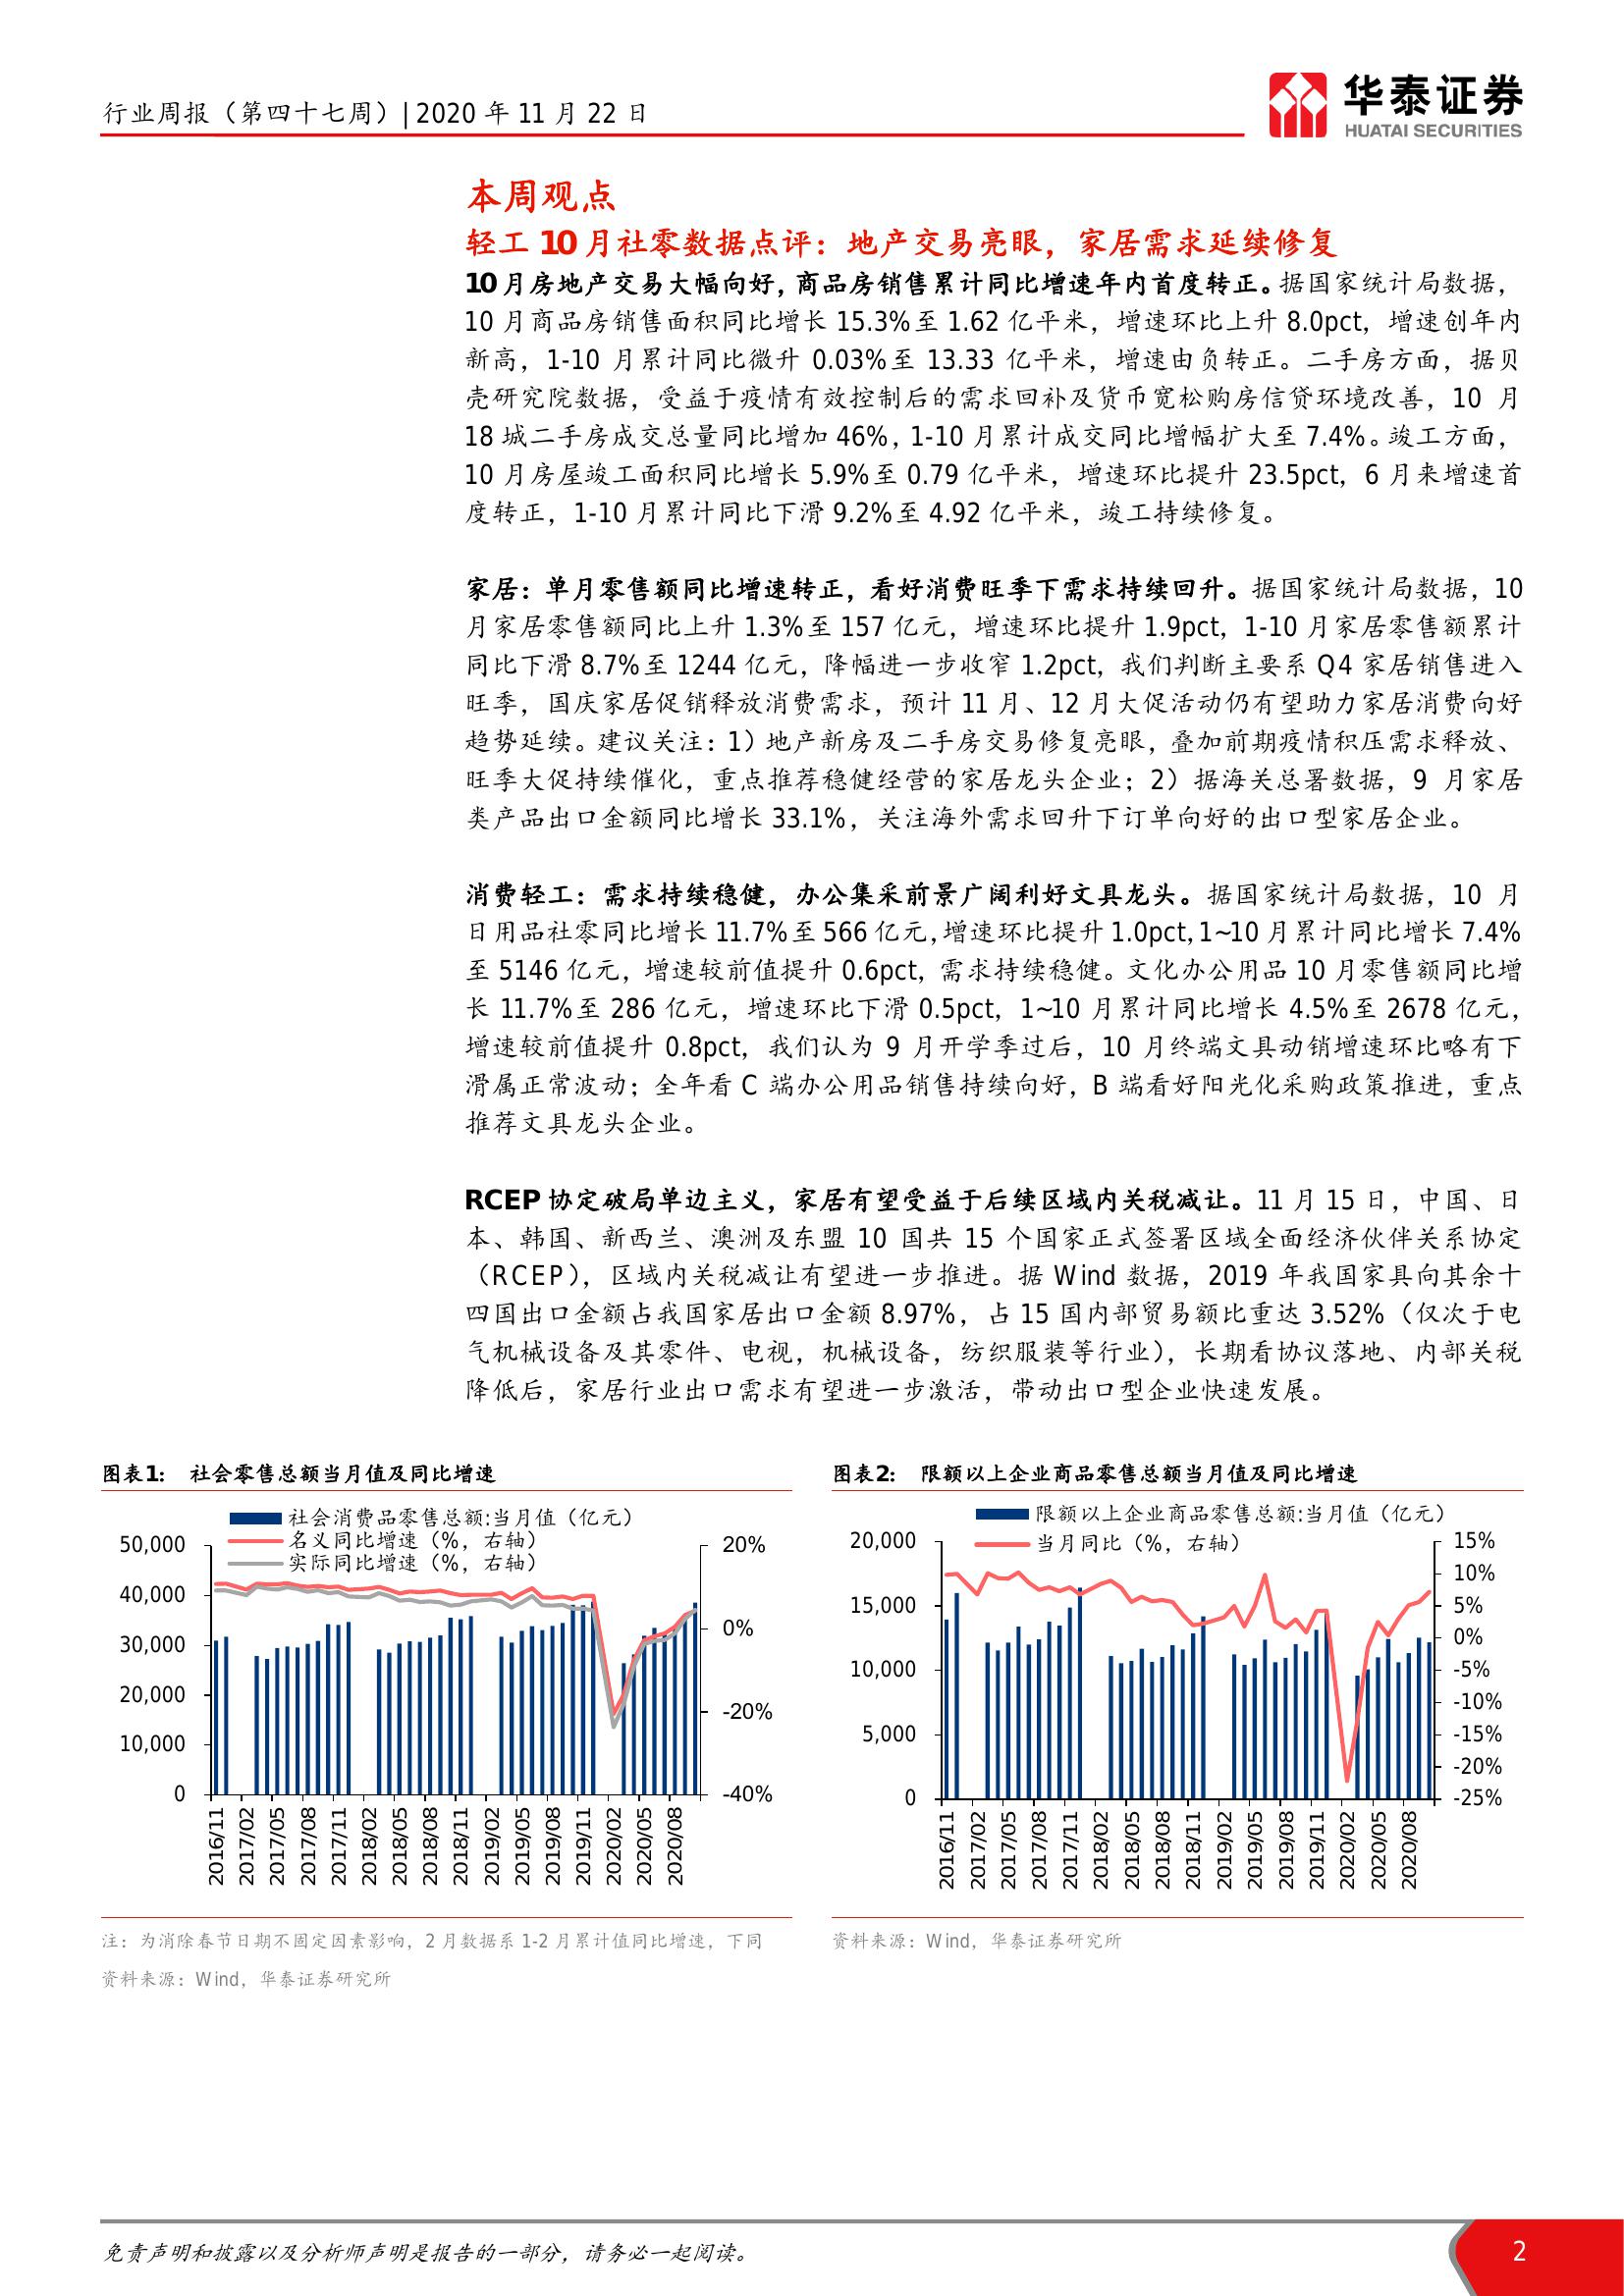 行业周报（第四十七周）| 2020 年 11 月 22 日
华泰证券
HUATAI SECURITIES
本周观点
轻工 10 月社零数据点评：地产交易亮眼，家居需求延续修复
10 月房地产交易大幅向好，商品房销售累计同比增速年内首度转正。据国家统计局数据，
10 月商品房销售面积同比增长 15.3%至 1.62 亿平米，增速环比上升 8.0pct，增速创年内
新高，1-10 月累计同比微升 0.03%至 13.33 亿平米，增速由负转正。二手房方面，据贝
壳研究院数据，受益于疫情有效控制后的需求回补及货币宽松购房信贷环境改善，10 月
18 城二手房成交总量同比增加 46%，1-10 月累计成交同比增幅扩大至 7.4%。竣工方面，
10 月房屋竣工面积同比增长 5.9%至 0.79 亿平米，增速环比提升 23.5pct，6 月来增速首
度转正，1-10 月累计同比下滑 9.2%至 4.92 亿平米，竣工持续修复。
家居：单月零售额同比增速转正，看好消费旺季下需求持续回升。据国家统计局数据，10
月家居零售额同比上升 1.3%至 157 亿元，增速环比提升 1.9pct，1-10 月家居零售额累计
同比下滑 8.7%至 1244 亿元，降幅进一步收窄 1.2pct，我们判断主要系 Q4 家居销售进入
旺季，国庆家居促销释放消费需求，预计 11 月、12 月大促活动仍有望助力家居消费向好
趋势延续。建议关注：1）地产新房及二手房交易修复亮眼，叠加前期疫情积压需求释放、
旺季大促持续催化，重点推荐稳健经营的家居龙头企业；2）据海关总署数据，9 月家居
类产品出口金额同比增长 33.1%，关注海外需求回升下订单向好的出口型家居企业。
消费轻工：需求持续稳健，办公集采前景广阔利好文具龙头。据国家统计局数据，10 月
日用品社零同比增长 11.7%至 566 亿元，增速环比提升 1.0pct，1~10 月累计同比增长 7.4%
至 5146 亿元，增速较前值提升 0.6pct，需求持续稳健。文化办公用品 10 月零售额同比增
长 11.7%至 286 亿元，增速环比下滑 0.5pct，1~10 月累计同比增长 4.5%至 2678 亿元，
增速较前值提升 0.8pct，我们认为 9 月开学季过后，10 月终端文具动销增速环比略有下
滑属正常波动；全年看 C 端办公用品销售持续向好，B 端看好阳光化采购政策推进，重点
推荐文具龙头企业。
RCEP 协定破局单边主义，家居有望受益于后续区域内关税减让。11 月 15 日，中国、日
本、韩国、新西兰、澳洲及东盟 10 国共 15 个国家正式签署区域全面经济伙伴关系协定
（RCEP），区域内关税减让有望进一步推进。据 Wind 数据，2019 年我国家具向其余十
四国出口金额占我国家居出口金额 8.97%，占 15 国内部贸易额比重达 3.52%（仅次于电
气机械设备及其零件、电视，机械设备，纺织服装等行业），长期看协议落地、内部关税
降低后，家居行业出口需求有望进一步激活，带动出口型企业快速发展。
图表1： 社会零售总额当月值及同比增速
社会消费品零售总额:当月值（亿元）
名义同比增速（%，右轴）
实际同比增速（%，右轴）
50,000
40,000
30,000
20,000
10,000
0
20%
0%
-20%
-40%
2016/11
2017/02
2017/05
2017/08
2017/11
2018/02
2018/05
2018/08
2018/11
2019/02
2019/05
2019/08
2019/11
2020/02
2020/05
2020/08
注：为消除春节日期不固定因素影响，2 月数据系 1-2 月累计值同比增速，下同
资料来源：Wind，华泰证券研究所
图表2： 限额以上企业商品零售总额当月值及同比增速
限额以上企业商品零售总额:当月值（亿元）
当月同比（%，右轴）
20,000
15,000
10,000
5,000
0
15%
10%
5%
0%
-5%
-10%
-15%
-20%
-25%
2016/11
2017/02
2017/05
2017/08
2017/11
2018/02
2018/05
2018/08
2018/11
2019/02
2019/05
2019/08
2019/11
2020/02
2020/05
2020/08
资料来源：Wind，华泰证券研究所
免责声明和披露以及分析师声明是报告的一部分，请务必一起阅读。
2